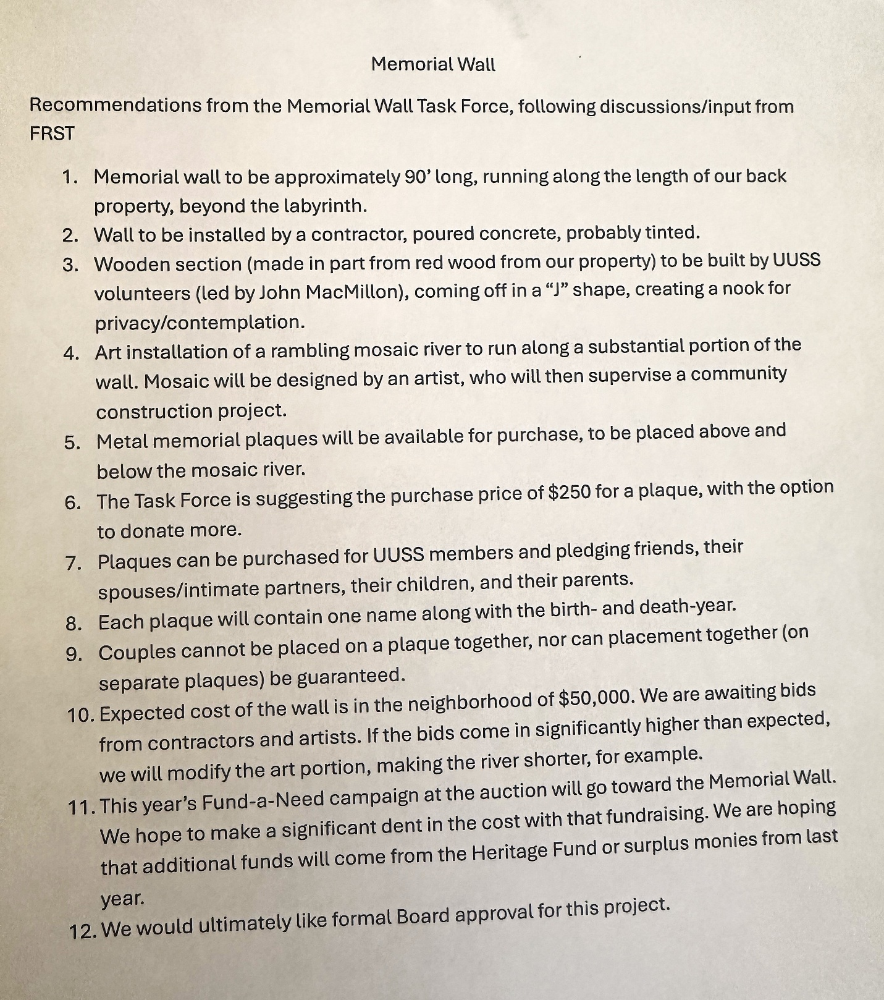 Memorial Wall
Recommendations from the Memorial Wall Task Force, following discussions/input from
FRST
1. Memorial wall to be approximately 90’ long, running along the length of our back
property, beyond the labyrinth.
2. Wall to be installed by a contractor, poured concrete, probably tinted.
3. Wooden section (made in part from red wood from our property) to be built by UUSS
volunteers (led by John MacMillon), coming off in a “J” shape, creating a nook for
privacy/contemplation.
4. Art installation of a rambling mosaic river to run along a substantial portion of the
wall. Mosaic will be designed by an artist, who will then supervise a community
construction project.
5. Metal memorial plaques will be available for purchase, to be placed above and
below the mosaic river.
6. The Task Force is suggesting the purchase price of $250 for a plaque, with the option
to donate more.
7. Plaques can be purchased for UUSS members and pledging friends, their
spouses/intimate partners, their children, and their parents.
8. Each plaque will contain one name along with the birth- and death-year.
9. Couples cannot be placed on a plaque together, nor can placement together (on
separate plaques) be guaranteed.
10. Expected cost of the wall is in the neighborhood of $50,000. We are awaiting bids
from contractors and artists. If the bids come in significantly higher than expected,
we will modify the art portion, making the river shorter, for example.
11. This year’s Fund-a-Need campaign at the auction will go toward the Memorial Wall.
We hope to make a significant dent in the cost with that fundraising. We are hoping
that additional funds will come from the Heritage Fund or surplus monies from last
year.
12. We would ultimately like formal Board approval for this project.